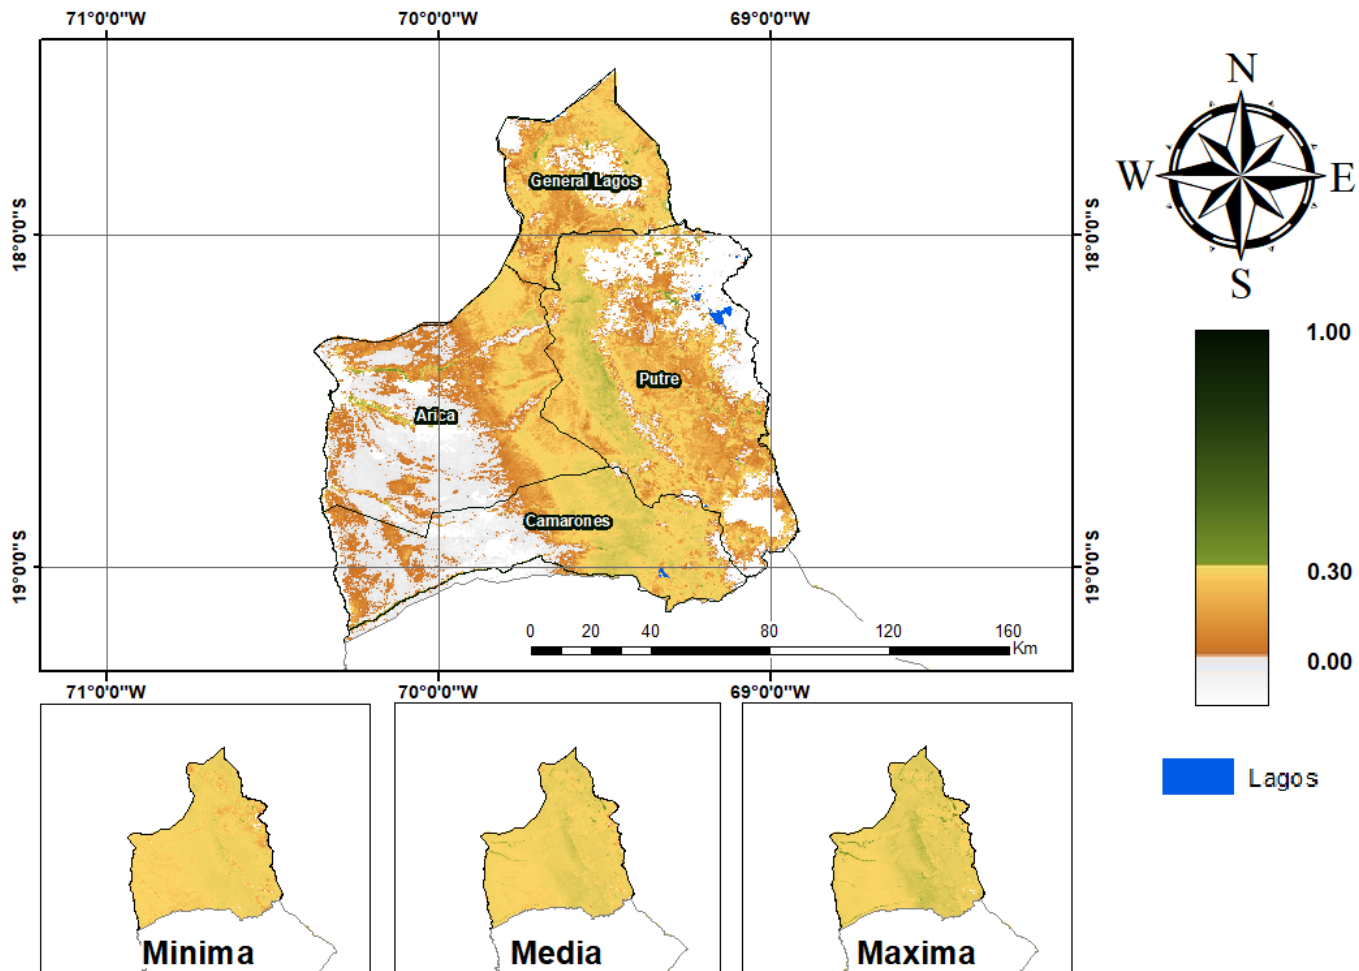 71°0'0"W 70°0'0"W 69°0'0"W
N
W E
S
18°0'0"S 18°0'0"S
General Lagos
Putre
Arica
Camarones
19°0'0"S 19°0'0"S
0 20 40 80 120 160
Km
71°0'0"W 70°0'0"W 69°0'0"W
1.00
0.30
0.00
Lagos
Minima Media Maxima